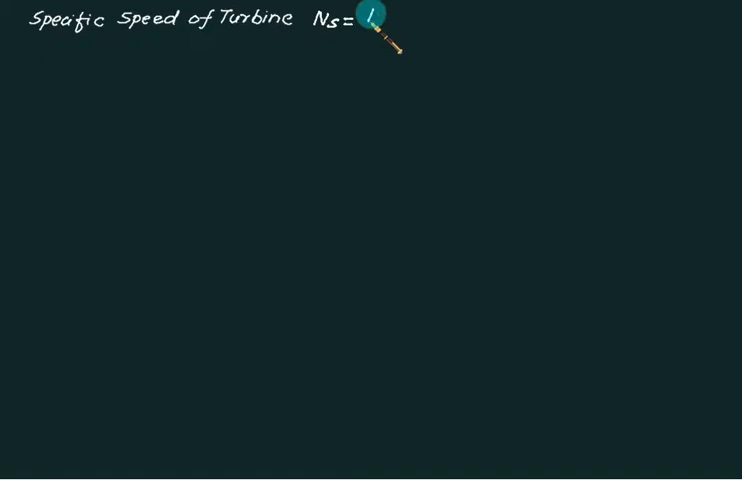 Specific Speed of Turbine Ns =